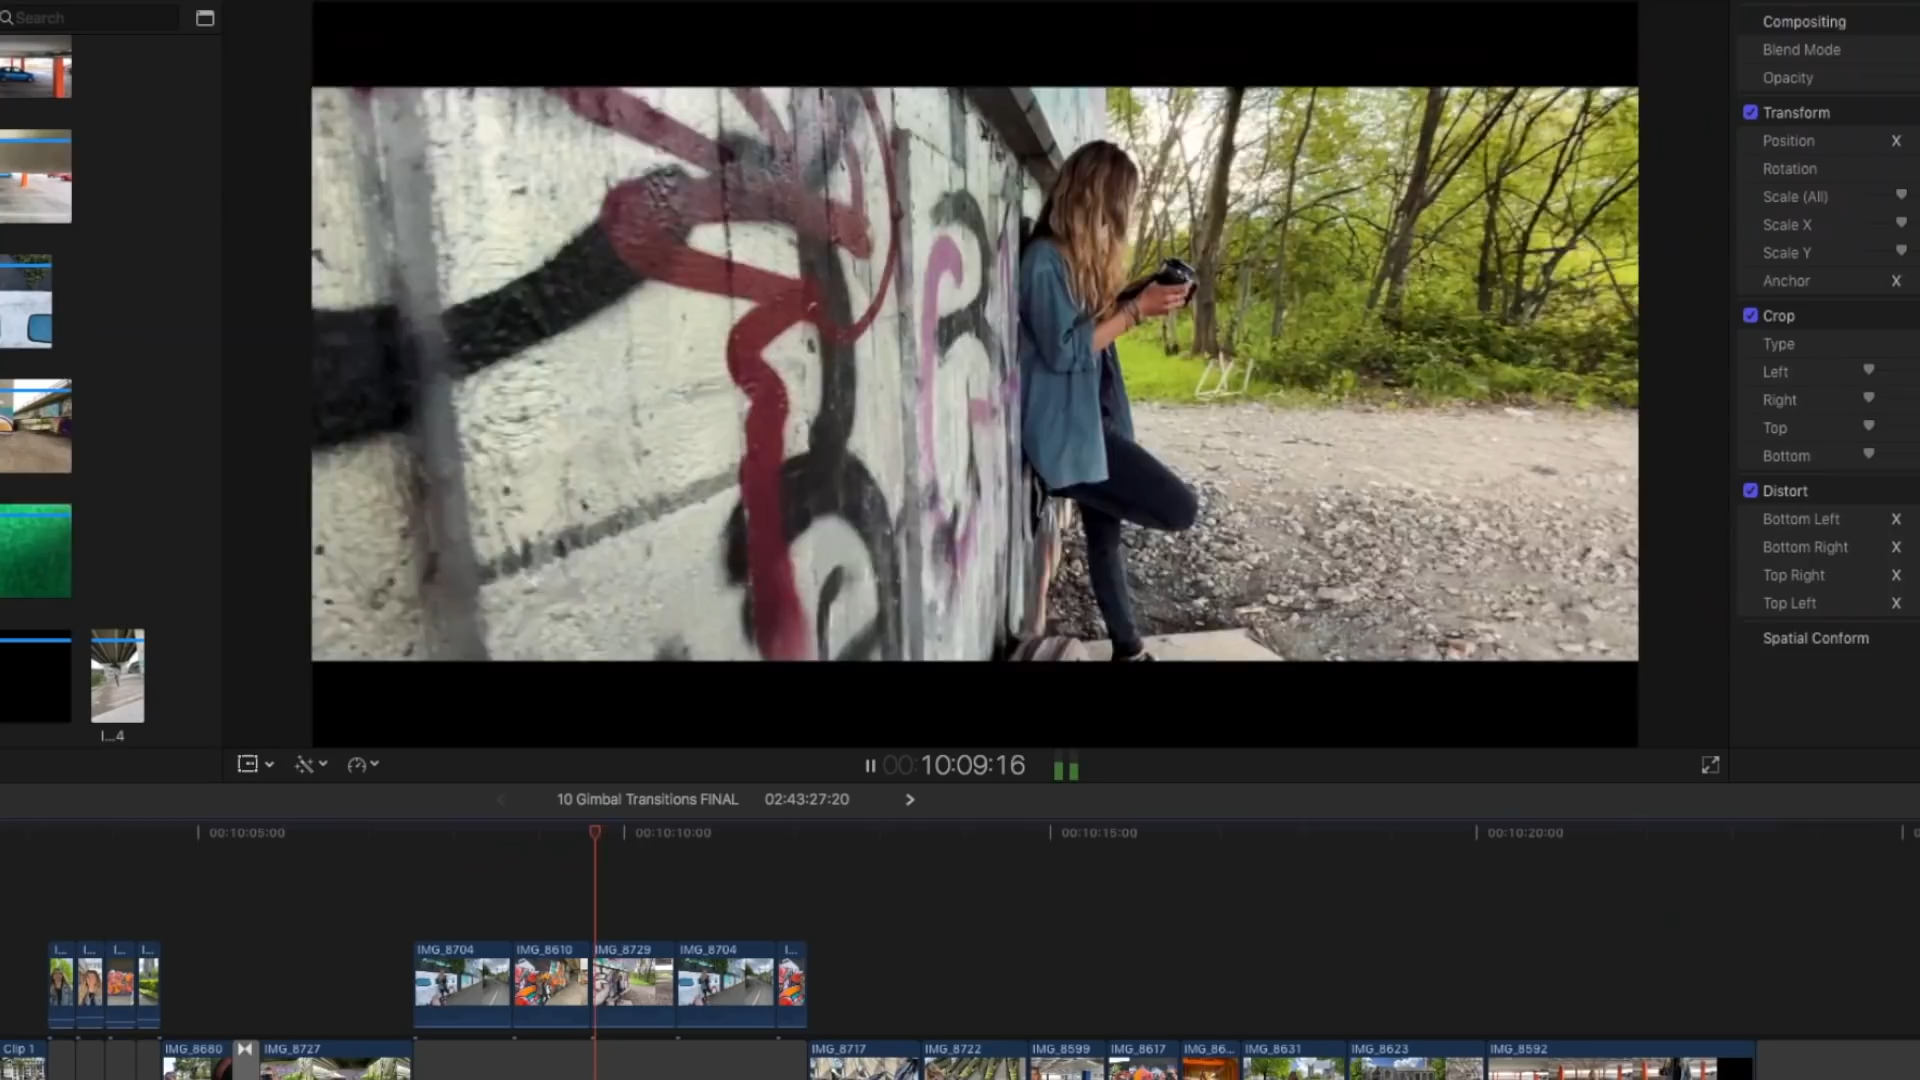 Search
I...4
Compositing
Blend Mode
Opacity
Transform
Position X
Rotation
Scale (All)
Scale X
Scale Y
Anchor X
Crop
Type
Left
Right
Top
Bottom
Distort
Bottom Left X
Bottom Right X
Top Right X
Top Left X
Spatial Conform
00:10:09:16
10 Gimbal Transitions FINAL 02:43:27:20
00:10:05:00 00:10:10:00 00:10:15:00 00:10:20:00
I... I... I... I... IMG_8704 IMG_8610 IMG_8729 IMG_8704 I...
Clip 1 IMG_8680 IMG_8727 IMG_8717 IMG_8722 IMG_8599 IMG_8617 IMG_86... IMG_8631 IMG_8623 IMG_8592